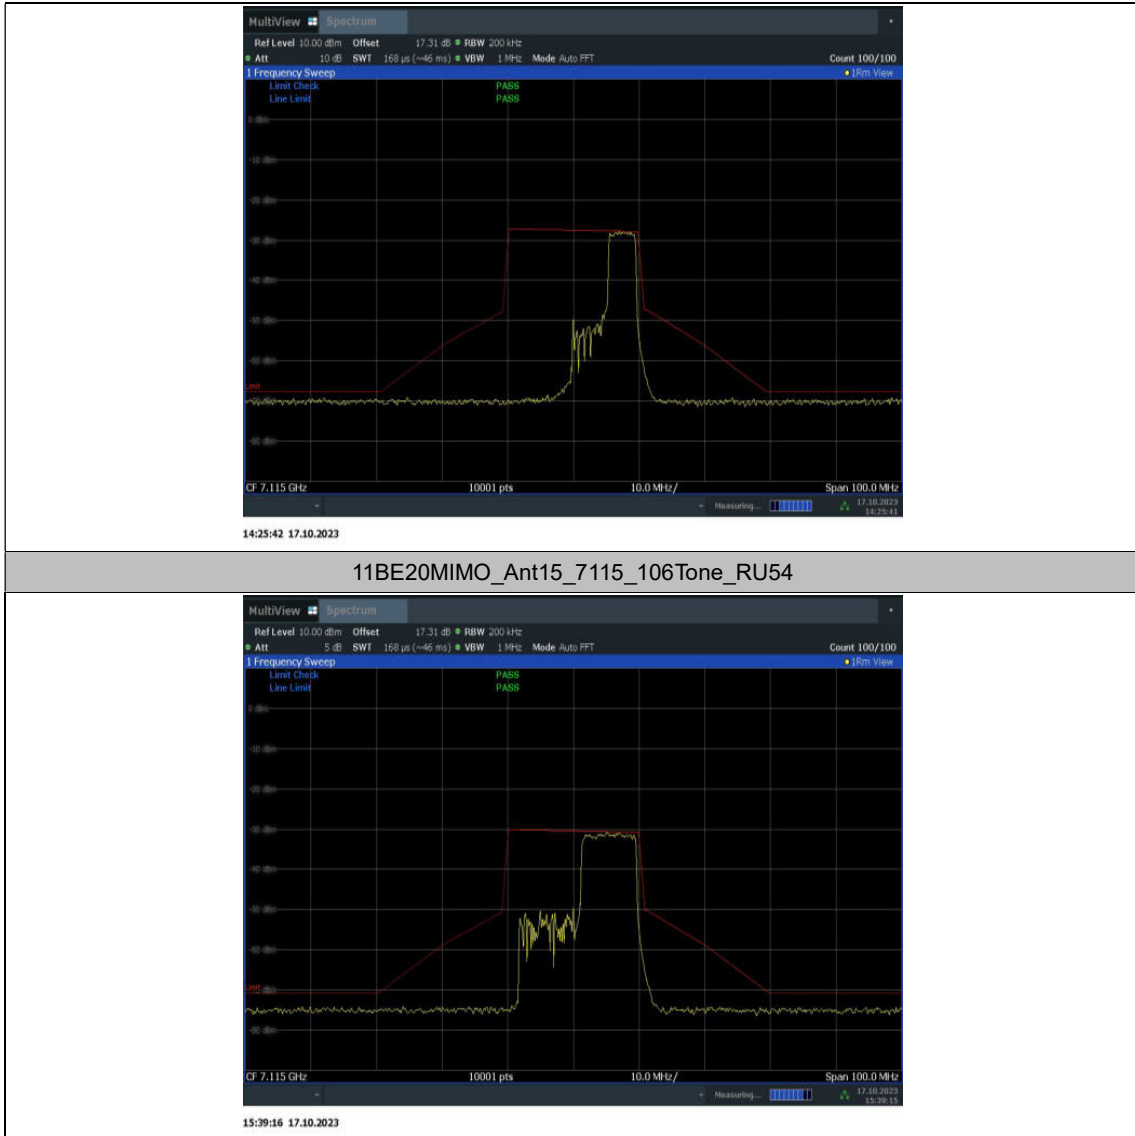 MultiView Spectrum
Ref Level 10.00 dBm Offset 17.31 dB RBW 200 kHz
Att 10 dB SWT 168 µs (~46 ms) VBW 1 MHz Mode Auto FFT Count 100/100
1 Frequency Sweep 1Rm View
Limit Check PASS
Line Limit PASS
0 dBm
-10 dBm
-20 dBm
-30 dBm
-40 dBm
-50 dBm
-60 dBm
-70 dBm
-80 dBm
CF 7.115 GHz 10001 pts 10.0 MHz/ Span 100.0 MHz
Measuring... 17.10.2023
14:25:41
14:25:42 17.10.2023
11BE20MIMO_Ant15_7115_106Tone_RU54
MultiView Spectrum
Ref Level 10.00 dBm Offset 17.31 dB RBW 200 kHz
Att 5 dB SWT 168 µs (~46 ms) VBW 1 MHz Mode Auto FFT Count 100/100
1 Frequency Sweep 1Rm View
Limit Check PASS
Line Limit PASS
0 dBm
-10 dBm
-20 dBm
-30 dBm
-40 dBm
-50 dBm
-60 dBm
-80 dBm
CF 7.115 GHz 10001 pts 10.0 MHz/ Span 100.0 MHz
Measuring... 17.10.2023
15:39:15
15:39:16 17.10.2023